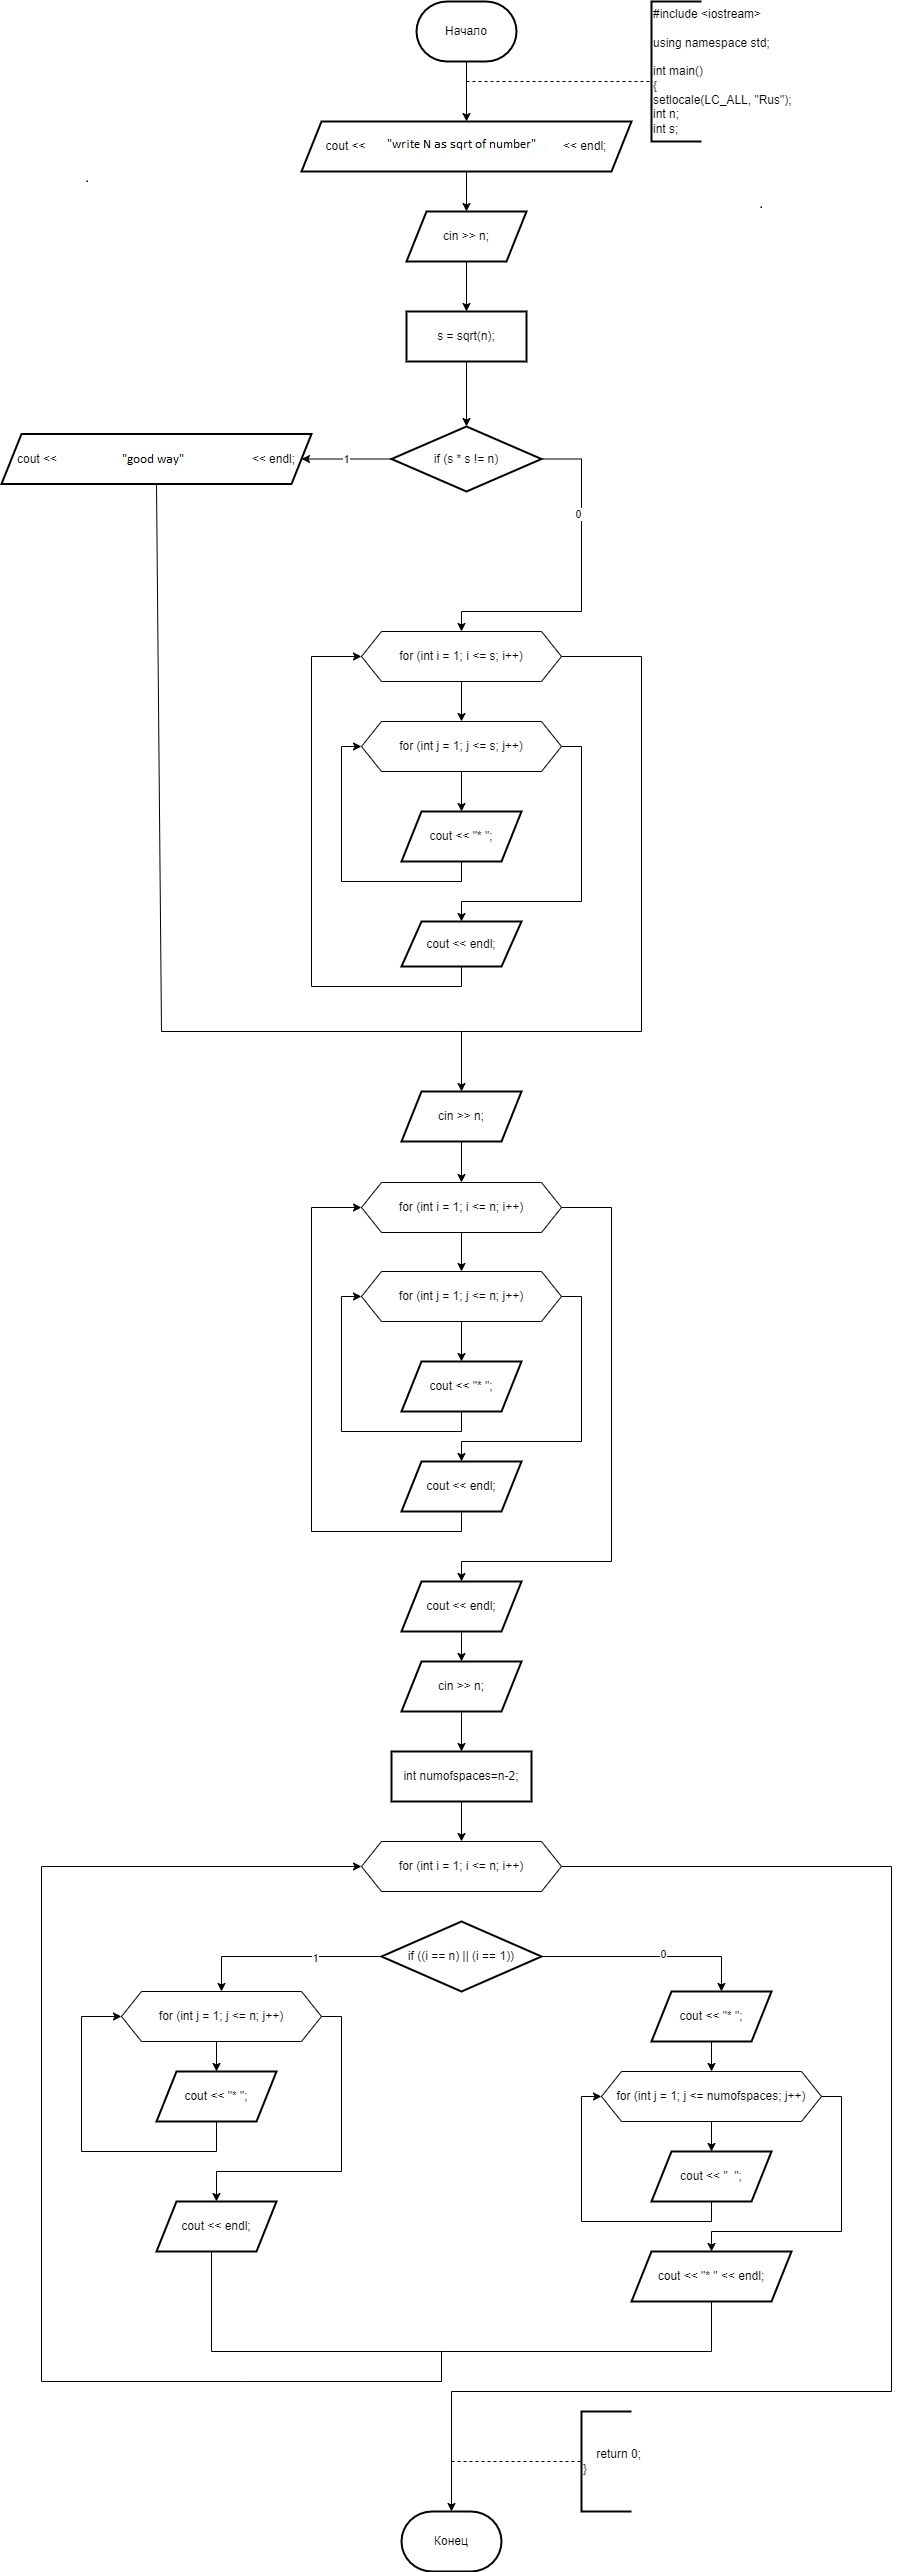 Начало
#include <iostream>
using namespace std;
int main()
{
setlocale(LC_ALL, "Rus");
int n;
int s;
cout << "write N as sqrt of number" << endl;
cin >> n;
s = sqrt(n);
if (s * s != n)
1
0
cout << "good way" << endl;
for (int i = 1; i <= s; i++)
for (int j = 1; j <= s; j++)
cout << "* ";
cout << endl;
cin >> n;
for (int i = 1; i <= n; i++)
for (int j = 1; j <= n; j++)
cout << "* ";
cout << endl;
cout << endl;
cin >> n;
int numofspaces=n-2;
for (int i = 1; i <= n; i++)
if ((i == n) || (i == 1))
1
0
for (int j = 1; j <= n; j++)
cout << "* ";
cout << endl;
cout << "* ";
for (int j = 1; j <= numofspaces; j++)
cout << "  ";
cout << "* " << endl;
return 0;
}
Конец